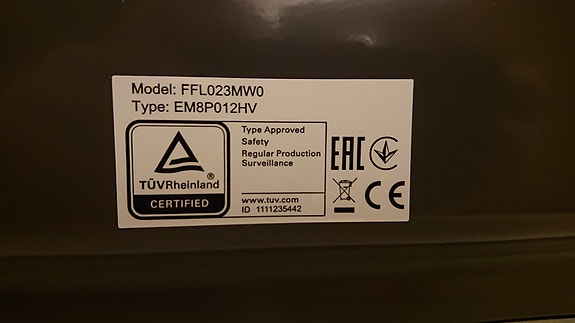 Model: FFL023MW0
Type: EM8P012HV
TÜVRheinland®
CERTIFIED
Type Approved
Safety
Regular Production
Surveillance
www.tuv.com
ID 1111235442
EAC
CE